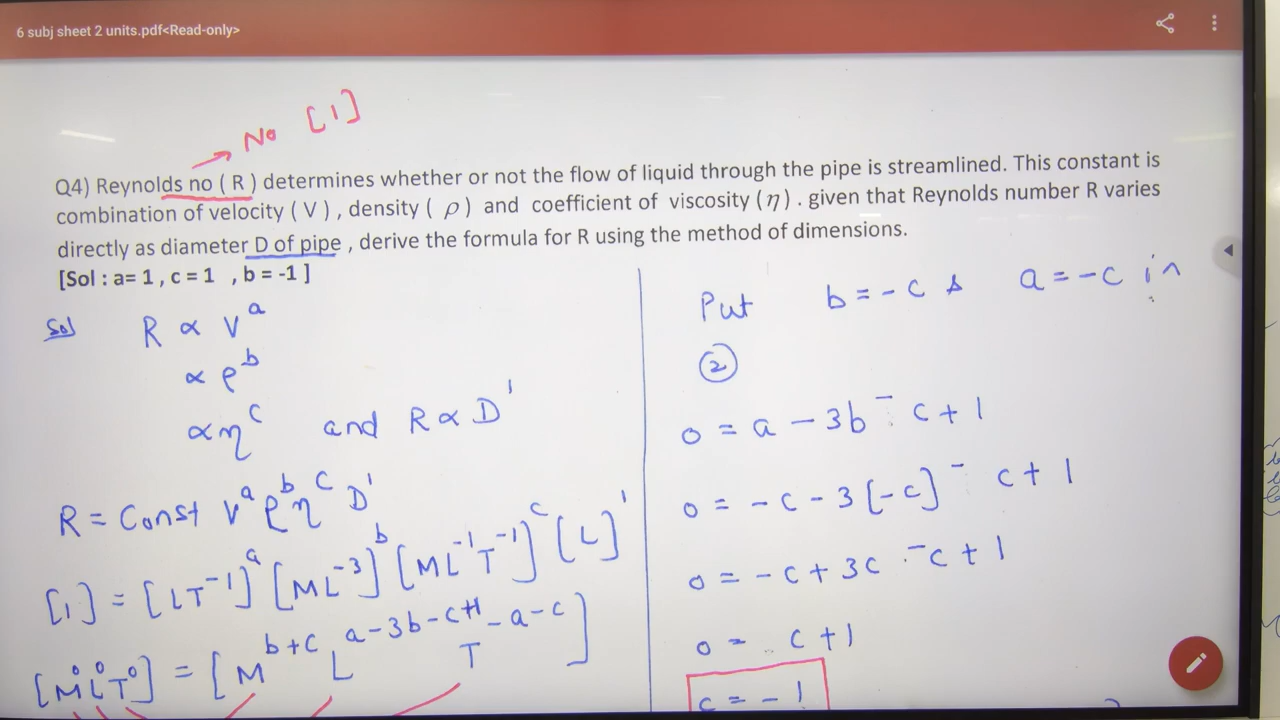 6 subj sheet 2 units.pdf<Read-only>
→ No [1]
Q4) Reynolds no ( R ) determines whether or not the flow of liquid through the pipe is streamlined. This constant is
combination of velocity ( V ) , density ( ρ ) and coefficient of viscosity ( η ) . given that Reynolds number R varies
directly as diameter D of pipe , derive the formula for R using the method of dimensions.
[Sol : a= 1 , c = 1 , b = -1 ]
Sol R ∝ V^a
∝ ρ^b
∝ η^c and R ∝ D^1
R = Const V^a ρ^b η^c D^1
[1] = [LT^-1]^a [ML^-3]^b [ML^-1 T^-1]^c [L]^1
[M^0 L^0 T^0] = [M^b+c L^a-3b-c+1 T^-a-c]
Put b = -c & a = -c in
②
0 = a - 3b - c + 1
0 = -c - 3[-c] - c + 1
0 = -c + 3c - c + 1
0 = c + 1
c = -1